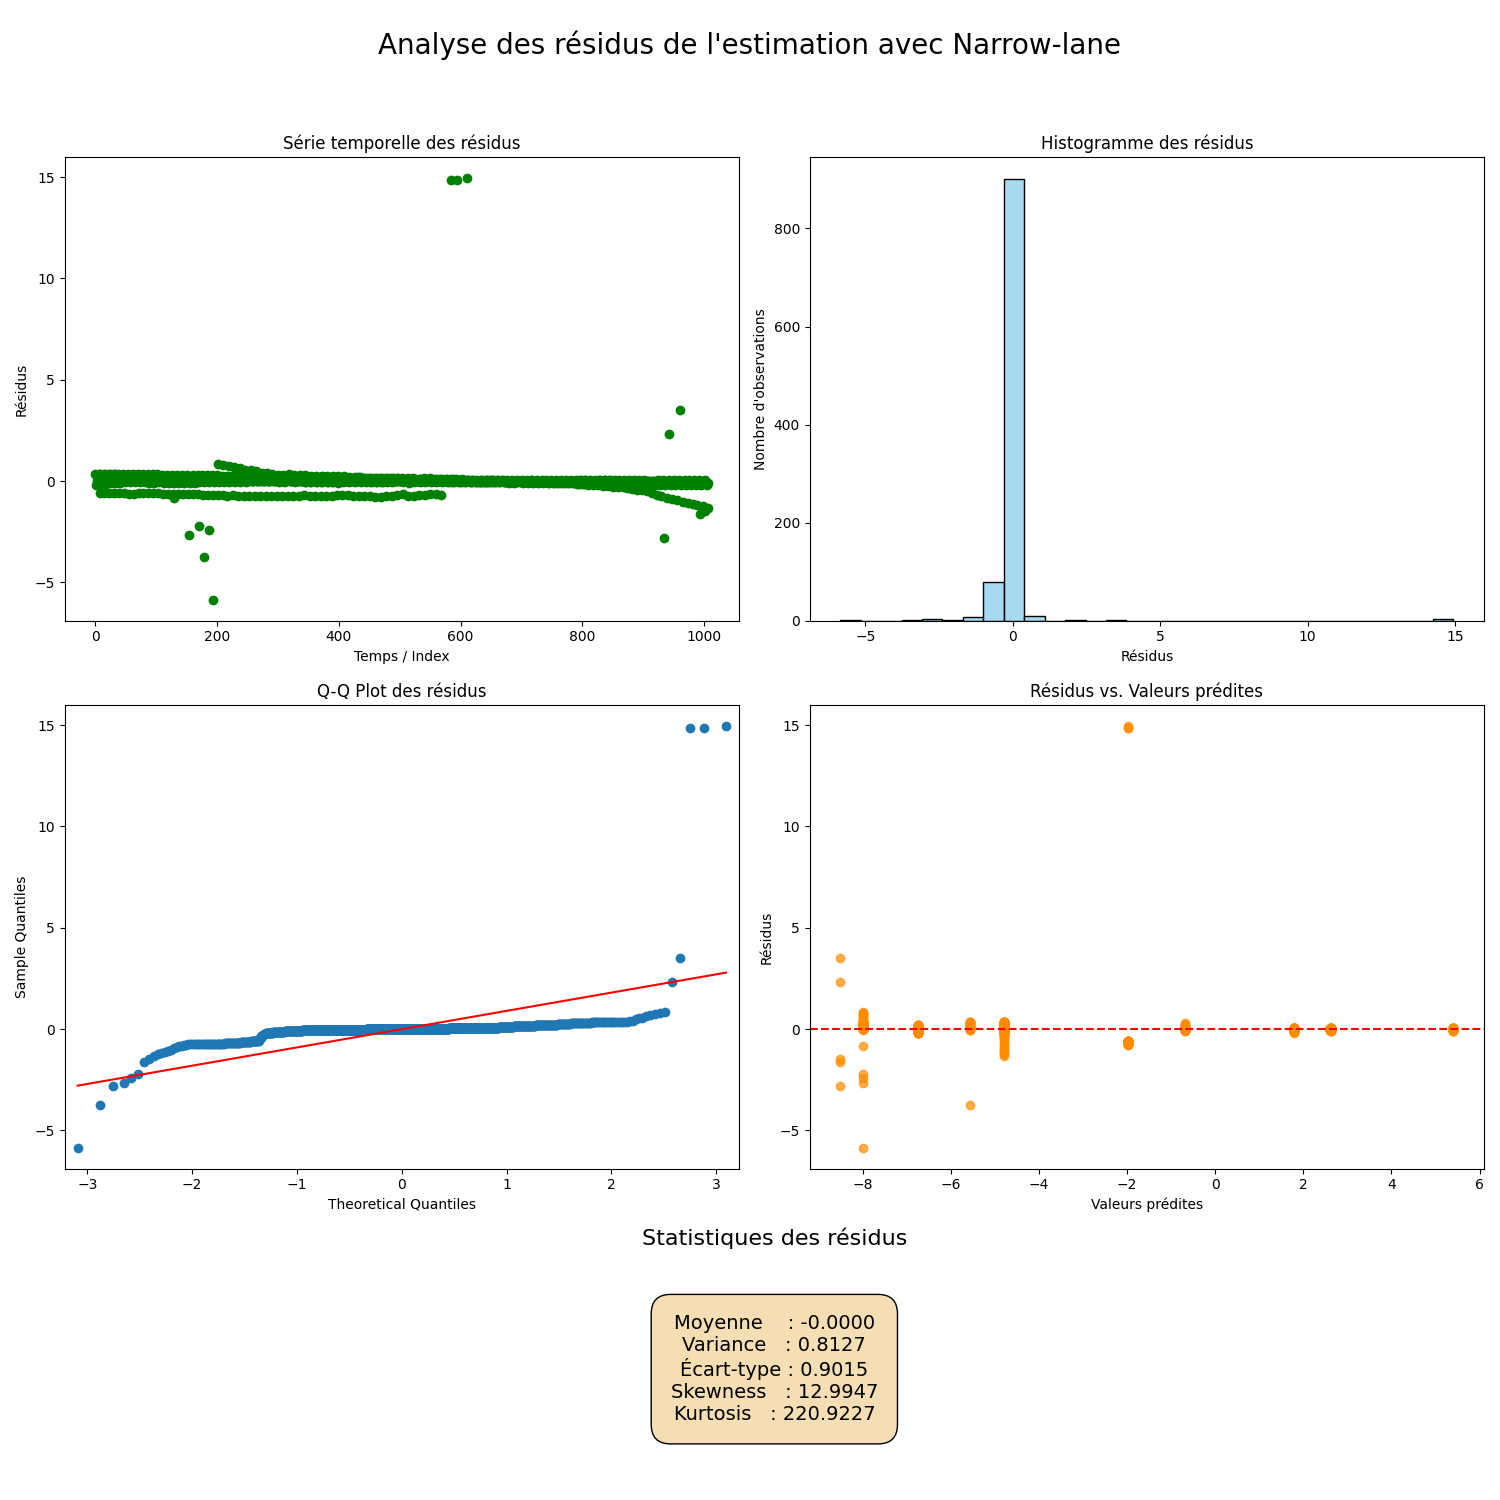 Analyse des résidus de l'estimation avec Narrow-lane
Série temporelle des résidus
15
10
5
0
−5
Résidus
0 200 400 600 800 1000
Temps / Index
Histogramme des résidus
800
600
400
200
0
Nombre d'observations
−5 0 5 10 15
Résidus
Q-Q Plot des résidus
15
10
5
0
−5
Sample Quantiles
−3 −2 −1 0 1 2 3
Theoretical Quantiles
Résidus vs. Valeurs prédites
15
10
5
0
−5
Résidus
−8 −6 −4 −2 0 2 4 6
Valeurs prédites
Statistiques des résidus
Moyenne : -0.0000
Variance : 0.8127
Écart-type : 0.9015
Skewness : 12.9947
Kurtosis : 220.9227